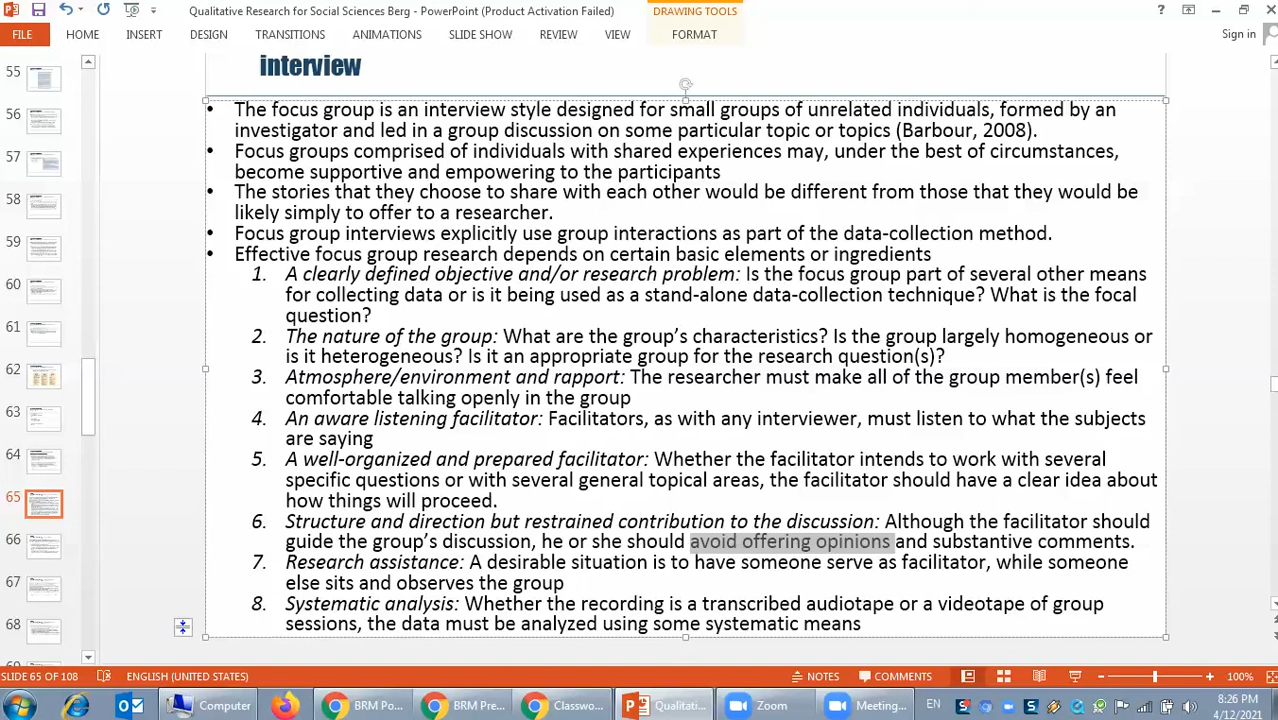 Qualitative Research for Social Sciences Berg - PowerPoint (Product Activation Failed)
DRAWING TOOLS
FILE HOME INSERT DESIGN TRANSITIONS ANIMATIONS SLIDE SHOW REVIEW VIEW FORMAT Sign in
55
56
57
58
59
60
61
62
63
64
65
66
67
68
interview
• The focus group is an interview style designed for small groups of unrelated individuals, formed by an
investigator and led in a group discussion on some particular topic or topics (Barbour, 2008).
• Focus groups comprised of individuals with shared experiences may, under the best of circumstances,
become supportive and empowering to the participants
• The stories that they choose to share with each other would be different from those that they would be
likely simply to offer to a researcher.
• Focus group interviews explicitly use group interactions as part of the data-collection method.
• Effective focus group research depends on certain basic elements or ingredients
1. A clearly defined objective and/or research problem: Is the focus group part of several other means
for collecting data or is it being used as a stand-alone data-collection technique? What is the focal
question?
2. The nature of the group: What are the group's characteristics? Is the group largely homogeneous or
is it heterogeneous? Is it an appropriate group for the research question(s)?
3. Atmosphere/environment and rapport: The researcher must make all of the group member(s) feel
comfortable talking openly in the group
4. An aware listening facilitator: Facilitators, as with any interviewer, must listen to what the subjects
are saying
5. A well-organized and prepared facilitator: Whether the facilitator intends to work with several
specific questions or with several general topical areas, the facilitator should have a clear idea about
how things will proceed
6. Structure and direction but restrained contribution to the discussion: Although the facilitator should
guide the group's discussion, he or she should avoid offering opinions and substantive comments.
7. Research assistance: A desirable situation is to have someone serve as facilitator, while someone
else sits and observes the group
8. Systematic analysis: Whether the recording is a transcribed audiotape or a videotape of group
sessions, the data must be analyzed using some systematic means
SLIDE 65 OF 108 ENGLISH (UNITED STATES) NOTES COMMENTS 100%
Computer BRM Po... BRM Pre... Classwo... Qualitati... Zoom Meeting... EN 8:26 PM
4/12/2021